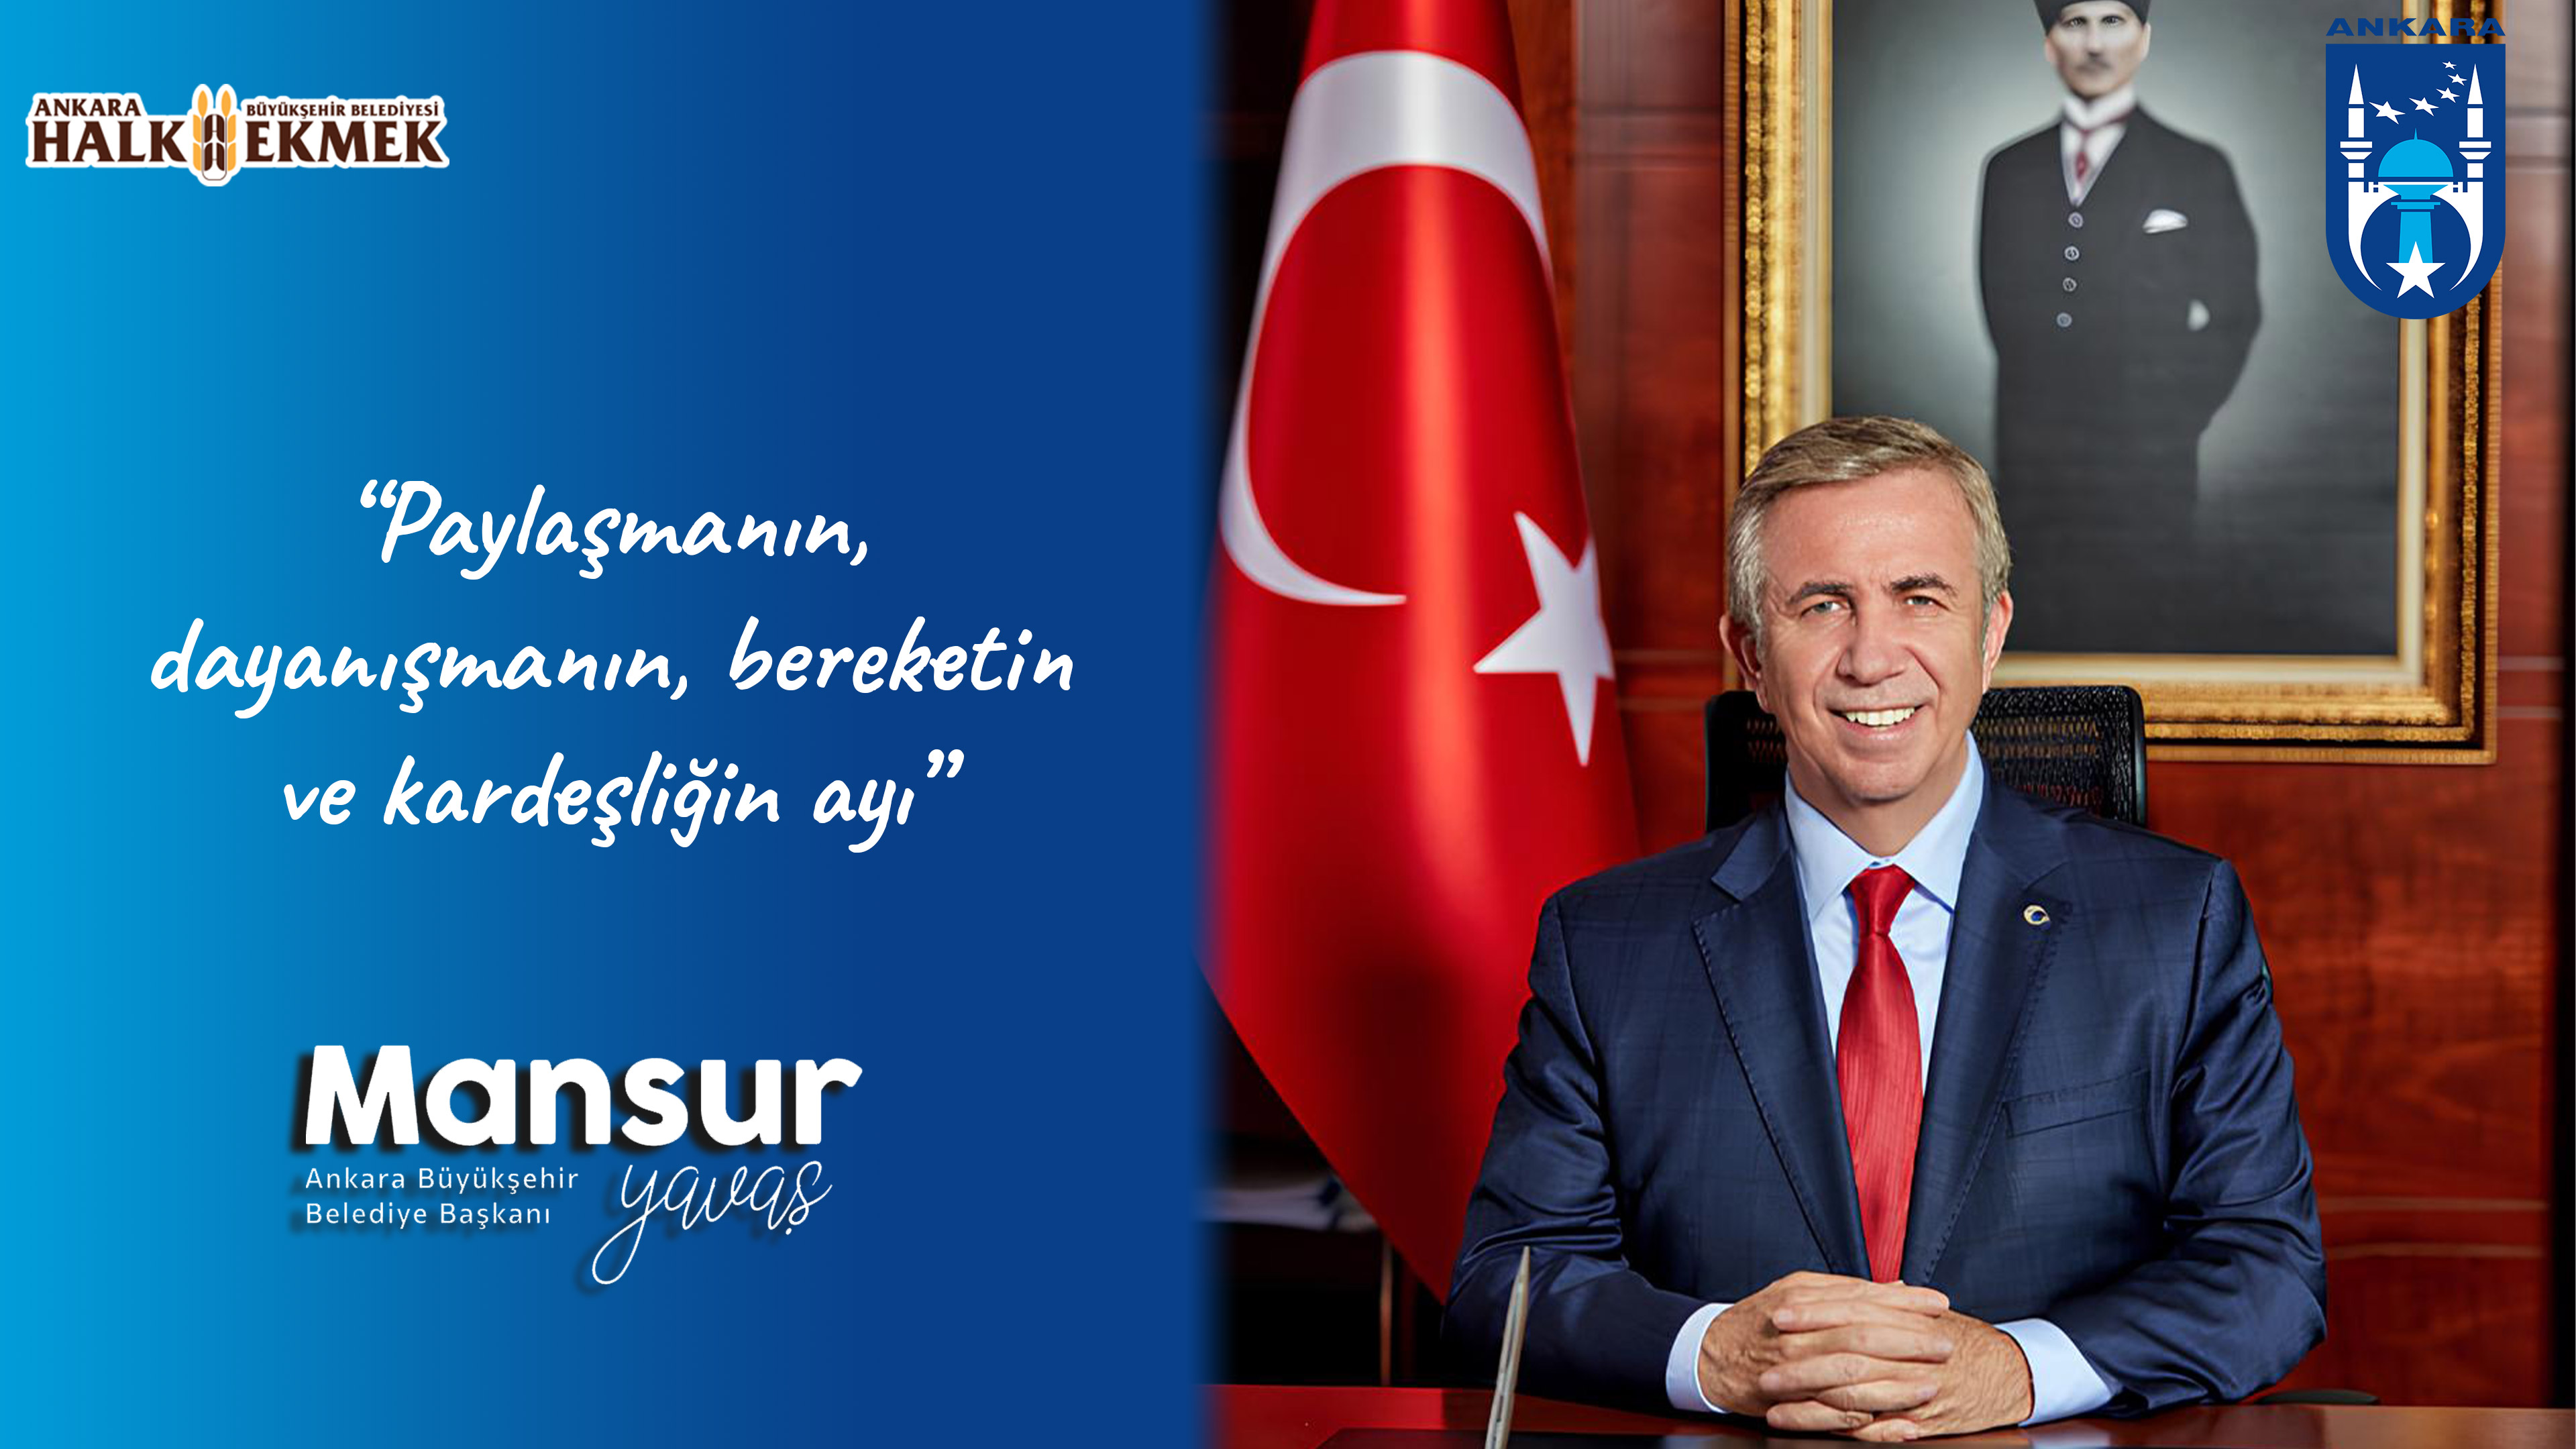 ANKARA BÜYÜKŞEHİR BELEDİYESİ
HALK EKMEK
ANKARA
“Paylaşmanın,
dayanışmanın, bereketin
ve kardeşliğin ayı”
Mansur
yavaş
Ankara Büyükşehir
Belediye Başkanı